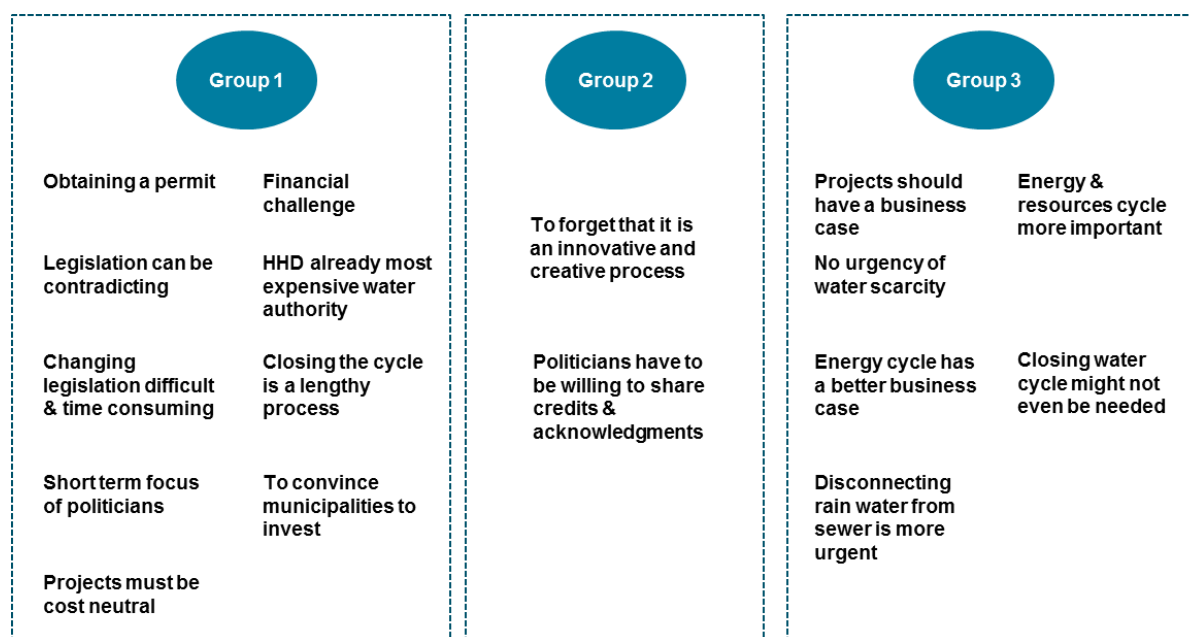 Group 1
Obtaining a permit
Legislation can be
contradicting
Changing
legislation difficult
& time consuming
Short term focus
of politicians
Projects must be
cost neutral
Financial
challenge
HHD already most
expensive water
authority
Closing the cycle
is a lengthy
process
To convince
municipalities to
invest
Group 2
To forget that it is
an innovative and
creative process
Politicians have to
be willing to share
credits &
acknowledgments
Group 3
Projects should
have a business
case
No urgency of
water scarcity
Energy cycle has
a better business
case
Disconnecting
rain water from
sewer is more
urgent
Energy &
resources cycle
more important
Closing water
cycle might not
even be needed